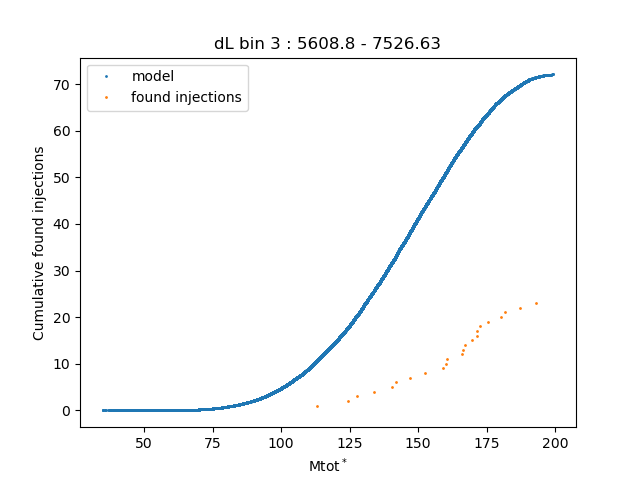 dL bin 3 : 5608.8 - 7526.63
model
found injections
Cumulative found injections
70
60
50
40
30
20
10
0
50 75 100 125 150 175 200
Mtot*